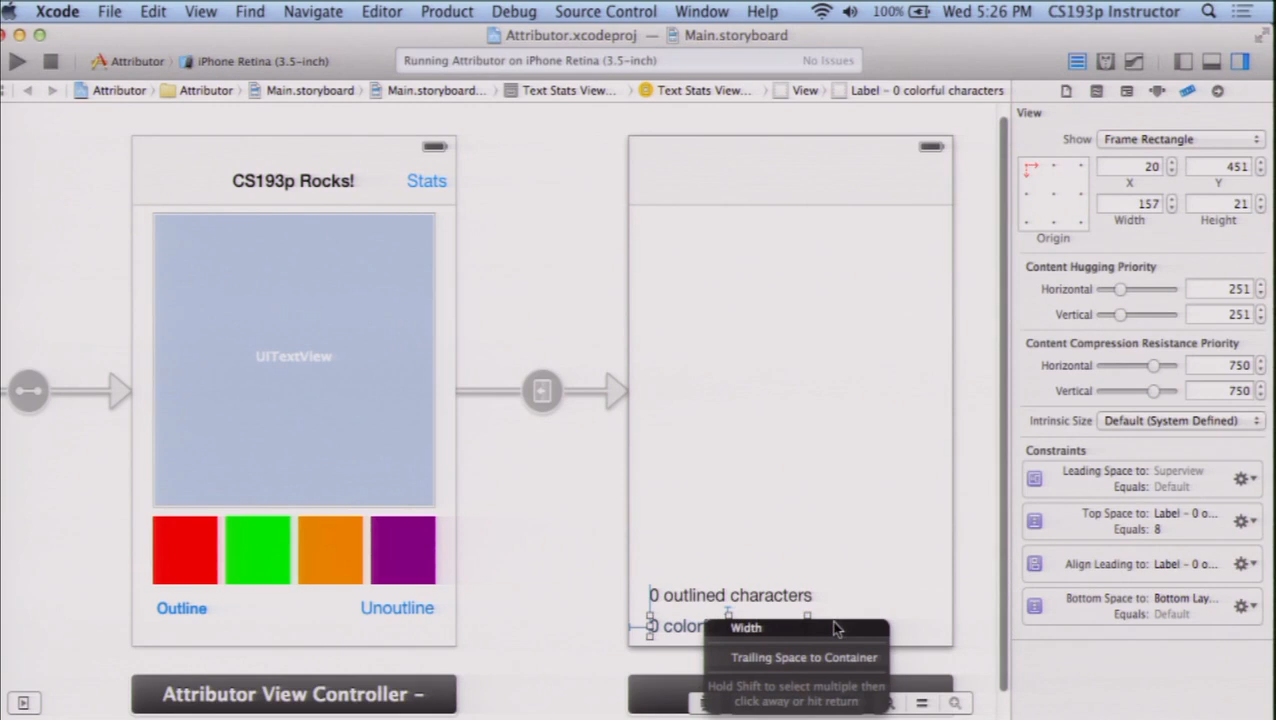 Xcode File Edit View Find Navigate Editor Product Debug Source Control Window Help 100% Wed 5:26 PM CS193p Instructor
Attributor.xcodeproj — Main.storyboard
Attributor iPhone Retina (3.5-inch) Running Attributor on iPhone Retina (3.5-inch) No Issues
Attributor Attributor Main.storyboard Main.storyboard... Text Stats View... Text Stats View... View Label – 0 colorful characters
View
Show Frame Rectangle
20 451
X Y
157 21
Width Height
Origin
Content Hugging Priority
Horizontal 251
Vertical 251
Content Compression Resistance Priority
Horizontal 750
Vertical 750
Intrinsic Size Default (System Defined)
Constraints
Leading Space to: Superview
Equals: Default
Top Space to: Label – 0 o...
Equals: 8
Align Leading to: Label – 0 o...
Bottom Space to: Bottom Lay...
Equals: Default
CS193p Rocks! Stats
UITextView
Outline Unoutline
Attributor View Controller –
0 outlined characters
0 color
Width
Trailing Space to Container
Hold Shift to select multiple then
click away or hit return